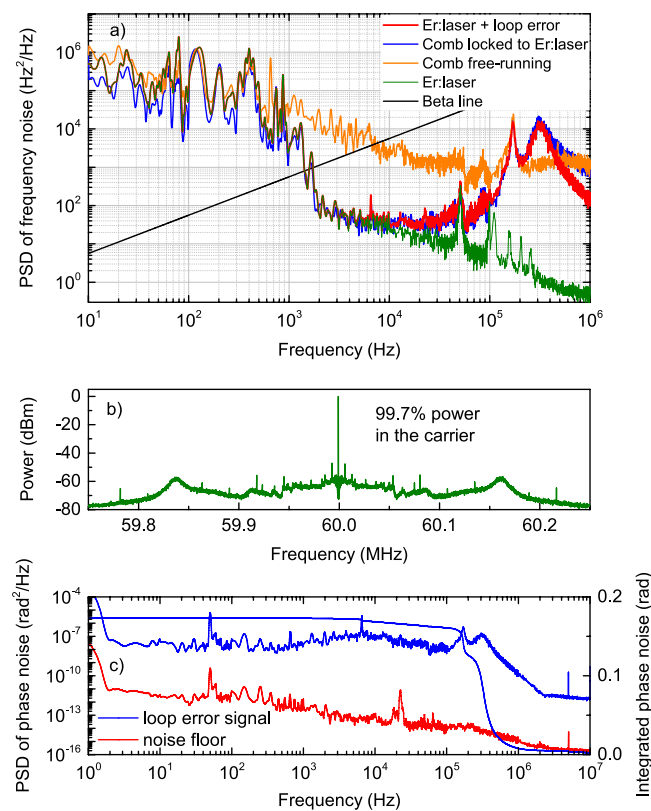 a)
Er:laser + loop error
Comb locked to Er:laser
Comb free-running
Er:laser
Beta line
PSD of frequency noise (Hz²/Hz)
10⁶
10⁴
10²
10⁰
10¹ 10² 10³ 10⁴ 10⁵ 10⁶
Frequency (Hz)
b)
99.7% power
in the carrier
Power (dBm)
0
-20
-40
-60
-80
59.8 59.9 60.0 60.1 60.2
Frequency (MHz)
c)
PSD of phase noise (rad²/Hz)
10⁻⁴
10⁻⁷
10⁻¹⁰
10⁻¹³
10⁻¹⁶
loop error signal
noise floor
0.2
0.1
0.0
Integrated phase noise (rad)
10⁰ 10¹ 10² 10³ 10⁴ 10⁵ 10⁶ 10⁷
Frequency (Hz)